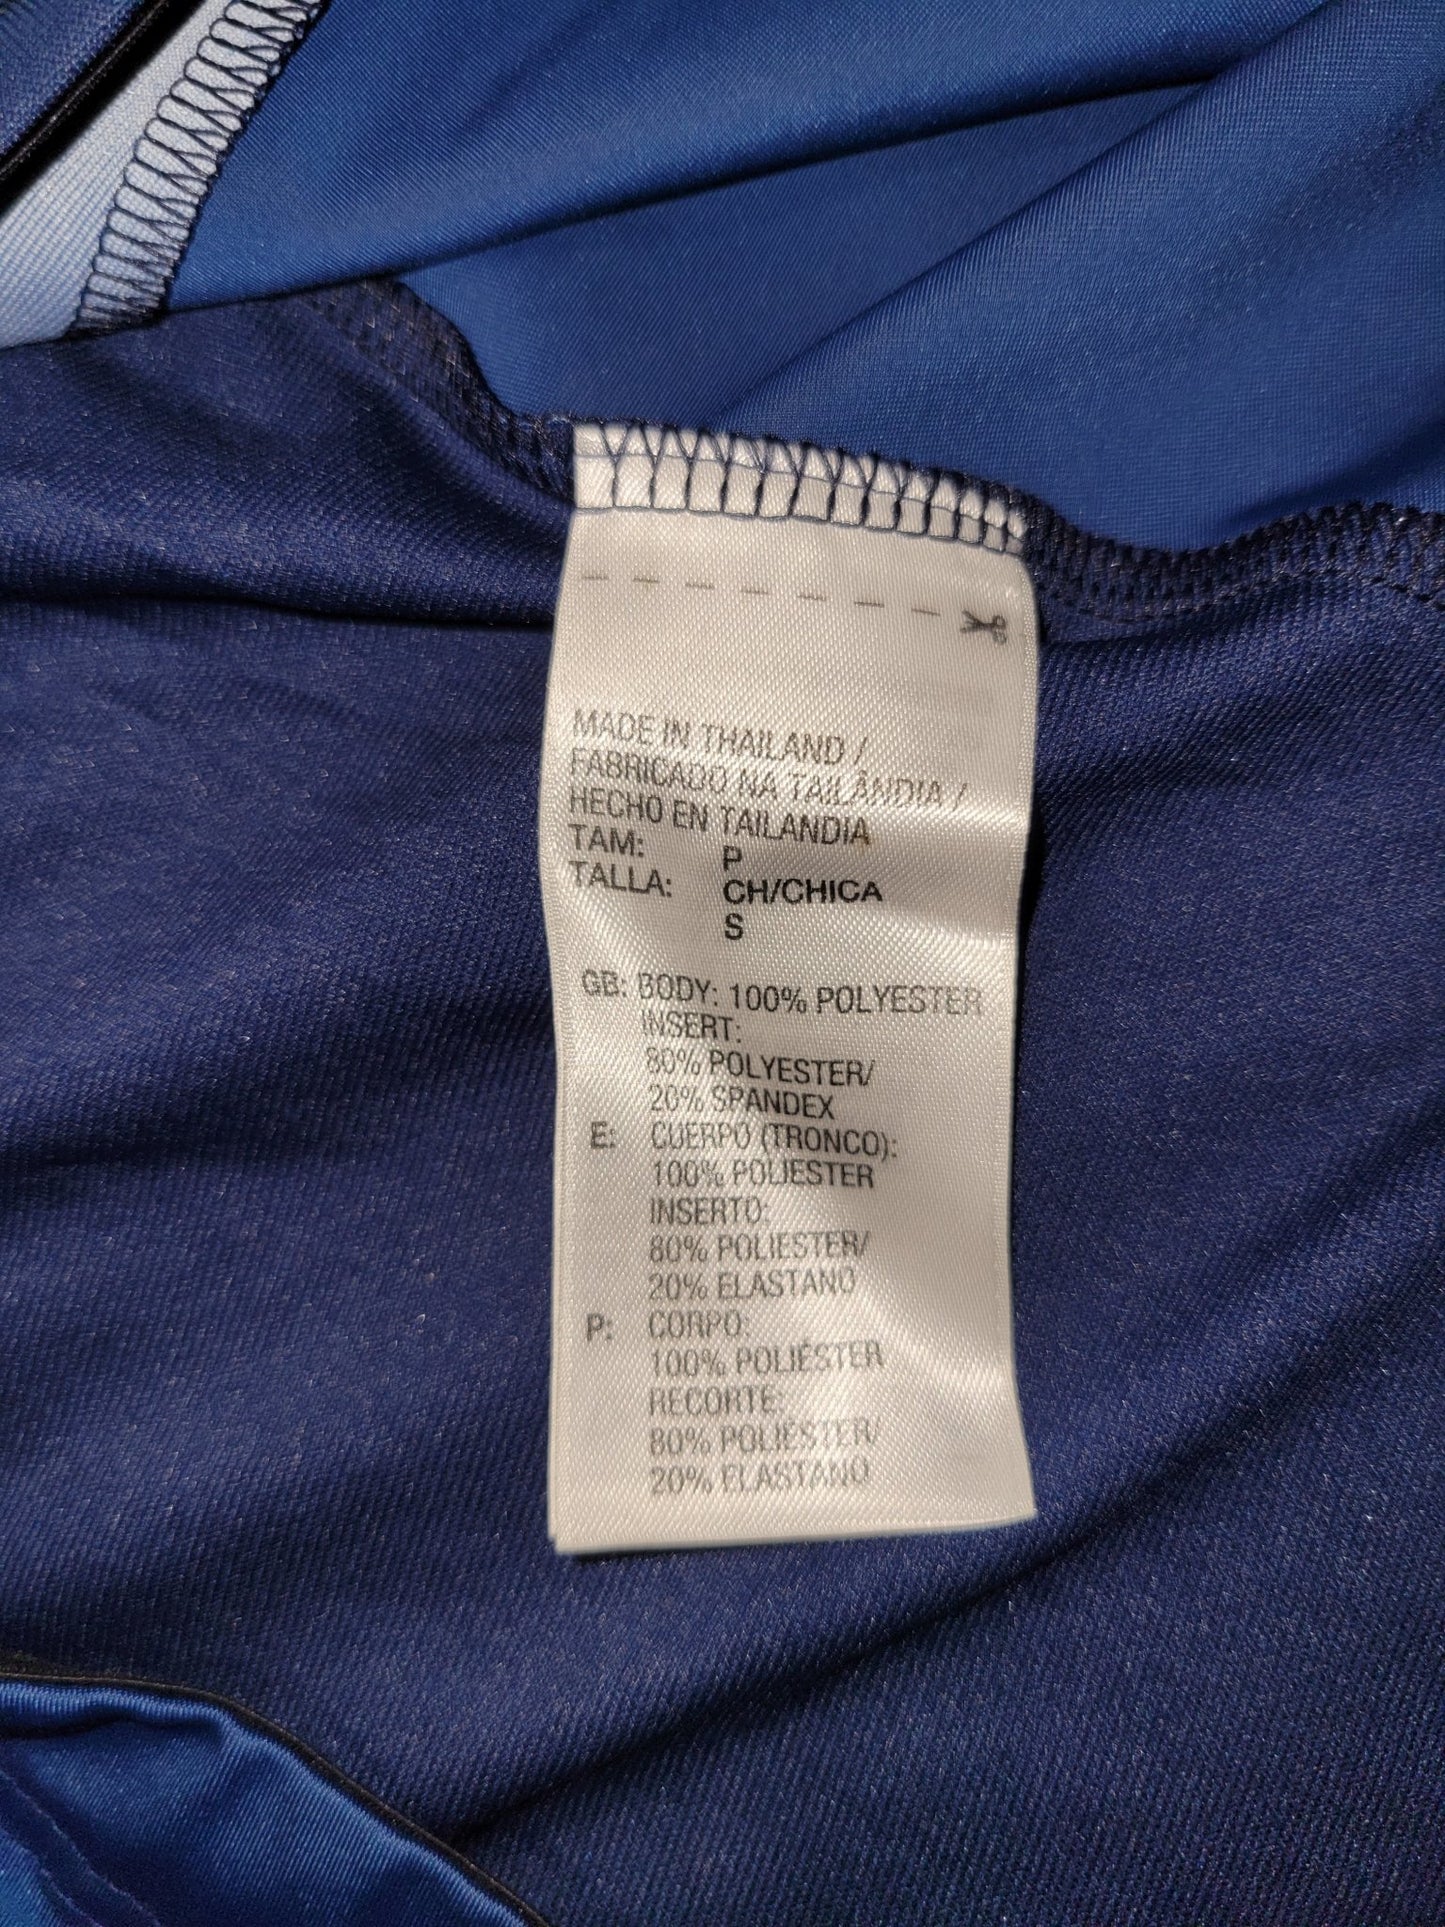 MADE IN THAILAND /
FABRICADO NA TAILÂNDIA /
HECHO EN TAILANDIA
TAM: P
TALLA: CH/CHICA
S
GB: BODY: 100% POLYESTER
INSERT:
80% POLYESTER/
20% SPANDEX
E: CUERPO (TRONCO):
100% POLIESTER
INSERTO:
80% POLIESTER/
20% ELASTANO
P: CORPO:
100% POLIÉSTER
RECORTE:
80% POLIÉSTER/
20% ELASTANO